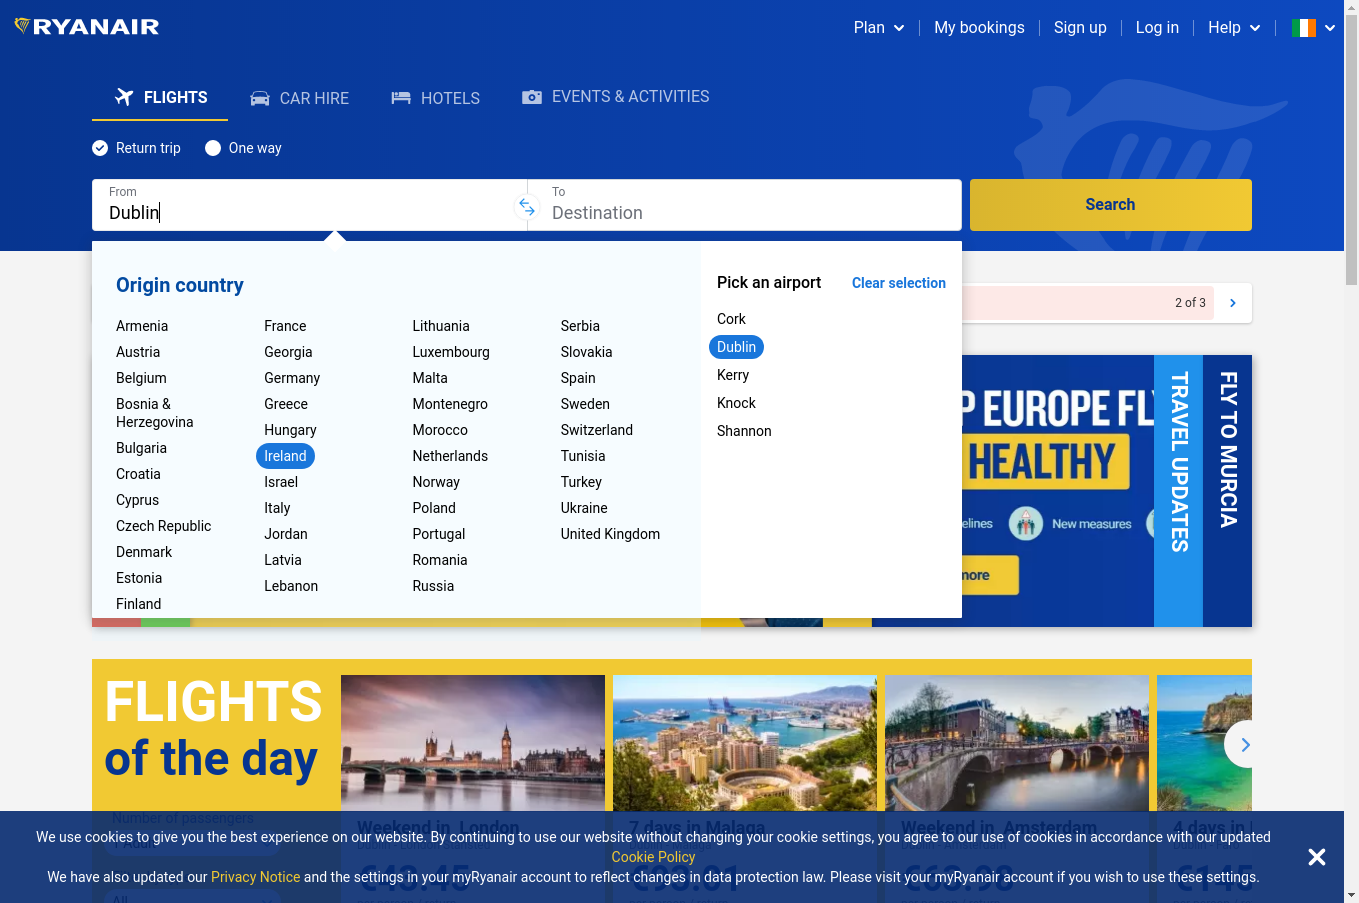 RYANAIR
Plan
My bookings
Sign up
Log in
Help
FLIGHTS
CAR HIRE
HOTELS
EVENTS & ACTIVITIES
Return trip
One way
From
Dublin
To
Destination
Search
Origin country
Armenia
Austria
Belgium
Bosnia &
Herzegovina
Bulgaria
Croatia
Cyprus
Czech Republic
Denmark
Estonia
Finland
France
Georgia
Germany
Greece
Hungary
Ireland
Israel
Italy
Jordan
Latvia
Lebanon
Lithuania
Luxembourg
Malta
Montenegro
Morocco
Netherlands
Norway
Poland
Portugal
Romania
Russia
Serbia
Slovakia
Spain
Sweden
Switzerland
Tunisia
Turkey
Ukraine
United Kingdom
Pick an airport
Clear selection
Cork
Dublin
Kerry
Knock
Shannon
2 of 3
P EUROPE FLY
HEALTHY
elines
New measures
more
TRAVEL UPDATES
FLY TO MURCIA
FLIGHTS
of the day
Number of passengers
1 Adult
All
Weekend in London
7 days in Malaga
Weekend in Amsterdam
4 days in
We use cookies to give you the best experience on our website. By continuing to use our website without changing your cookie settings, you agree to our use of cookies in accordance with our updated
Cookie Policy
We have also updated our Privacy Notice and the settings in your myRyanair account to reflect changes in data protection law. Please visit your myRyanair account if you wish to use these settings.